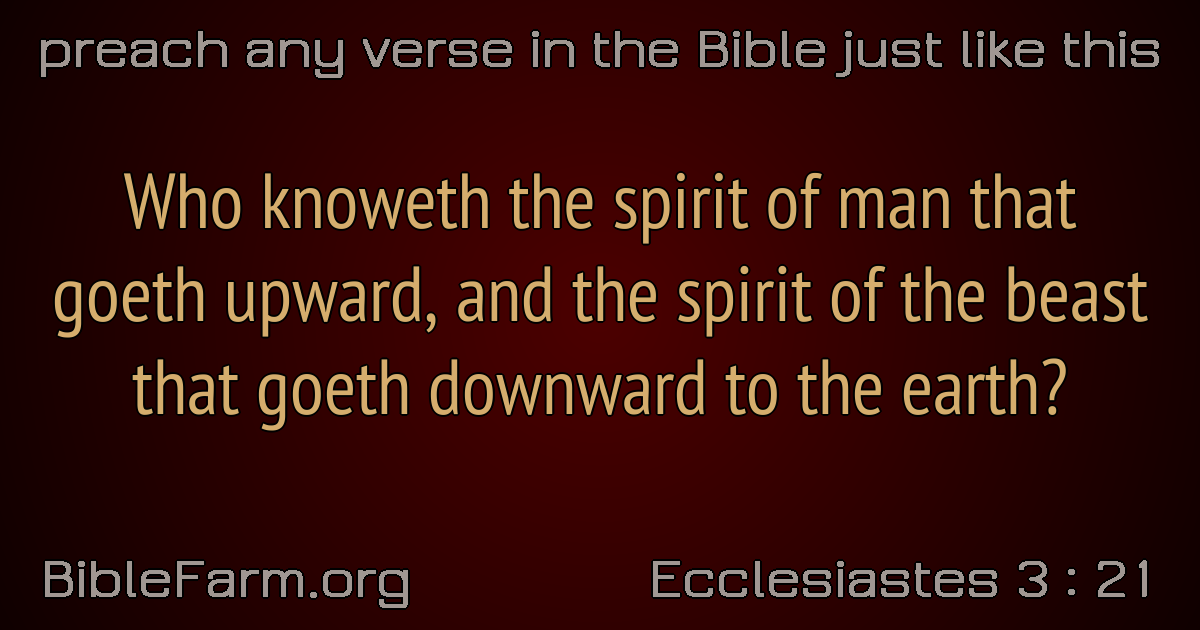 preach any verse in the Bible just like this
Who knoweth the spirit of man that
goeth upward, and the spirit of the beast
that goeth downward to the earth?
BibleFarm.org
Ecclesiastes 3 : 21